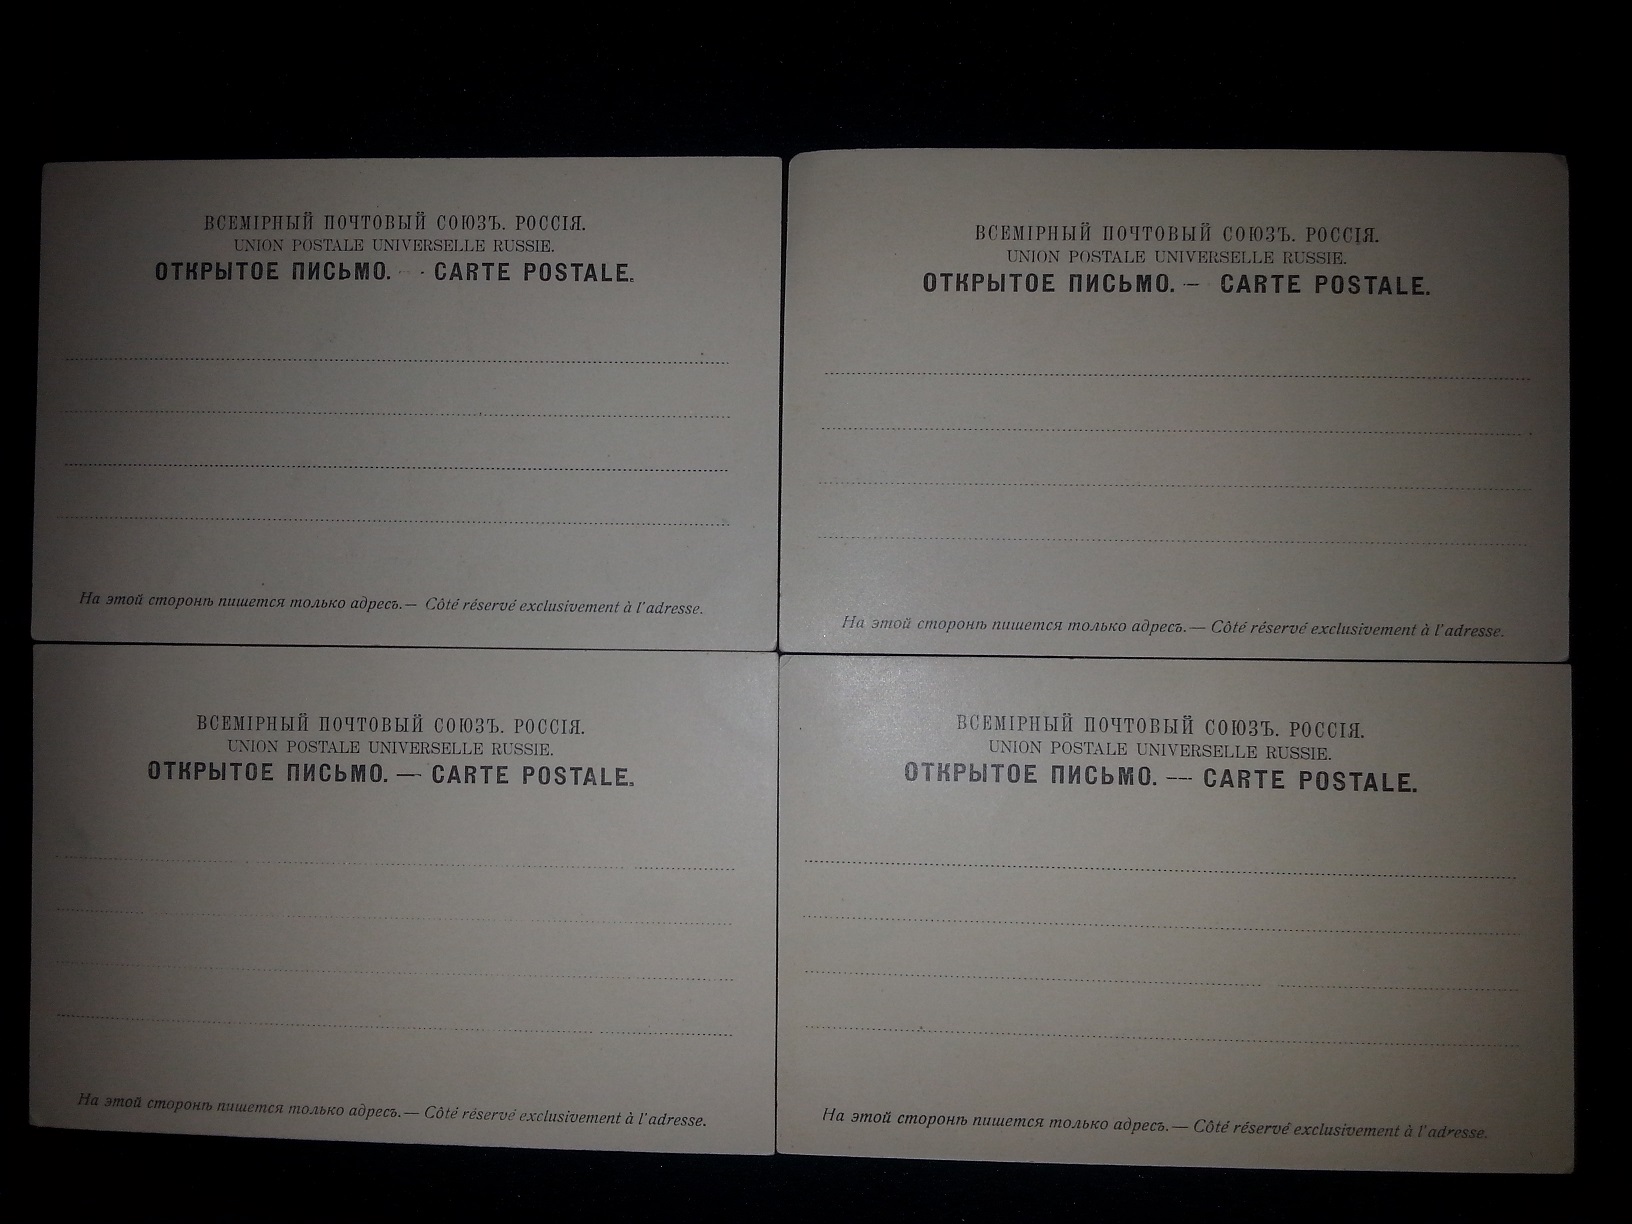 ВСЕМІРНЫЙ ПОЧТОВЫЙ СОЮЗЪ. РОССІЯ.
UNION POSTALE UNIVERSELLE RUSSIE.
ОТКРЫТОЕ ПИСЬМО. - · CARTE POSTALE.
На этой сторонѣ пишется только адресъ.— Côté réservé exclusivement à l'adresse.
ВСЕМІРНЫЙ ПОЧТОВЫЙ СОЮЗЪ. РОССІЯ.
UNION POSTALE UNIVERSELLE RUSSIE.
ОТКРЫТОЕ ПИСЬМО. — CARTE POSTALE.
На этой сторонѣ пишется только адресъ.— Côté réservé exclusivement à l'adresse.
ВСЕМІРНЫЙ ПОЧТОВЫЙ СОЮЗЪ. РОССІЯ.
UNION POSTALE UNIVERSELLE RUSSIE.
ОТКРЫТОЕ ПИСЬМО. — CARTE POSTALE.
На этой сторонѣ пишется только адресъ.— Côté réservé exclusivement à l'adresse.
ВСЕМІРНЫЙ ПОЧТОВЫЙ СОЮЗЪ. РОССІЯ.
UNION POSTALE UNIVERSELLE RUSSIE.
ОТКРЫТОЕ ПИСЬМО. — CARTE POSTALE.
На этой сторонѣ пишется только адресъ.— Côté réservé exclusivement à l'adresse.